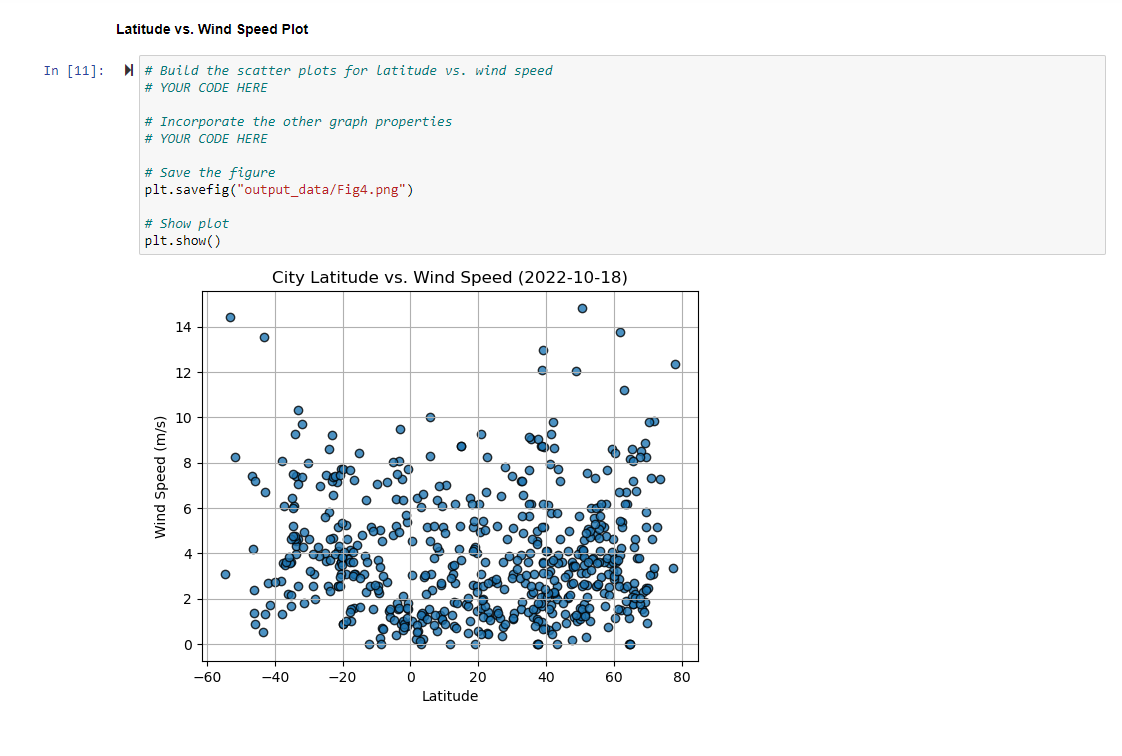 Latitude vs. Wind Speed Plot
In [11]:
# Build the scatter plots for latitude vs. wind speed
# YOUR CODE HERE
# Incorporate the other graph properties
# YOUR CODE HERE
# Save the figure
plt.savefig("output_data/Fig4.png")
# Show plot
plt.show()
City Latitude vs. Wind Speed (2022-10-18)
14
12
10
8
6
4
2
0
Wind Speed (m/s)
−60 −40 −20 0 20 40 60 80
Latitude